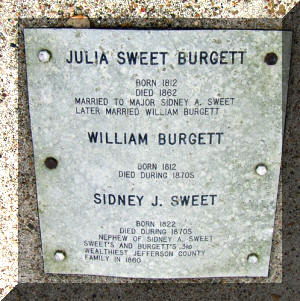 JULIA SWEET BURGETT
BORN 1812
DIED 1862
MARRIED TO MAJOR SIDNEY A. SWEET
LATER MARRIED WILLIAM BURGETT
WILLIAM BURGETT
BORN 1812
DIED DURING 1870S
SIDNEY J. SWEET
BORN 1822
DIED DURING 1870S
NEPHEW OF SIDNEY A. SWEET
SWEET'S AND BURGETT'S 3RD
WEALTHIEST JEFFERSON COUNTY
FAMILY IN 1860